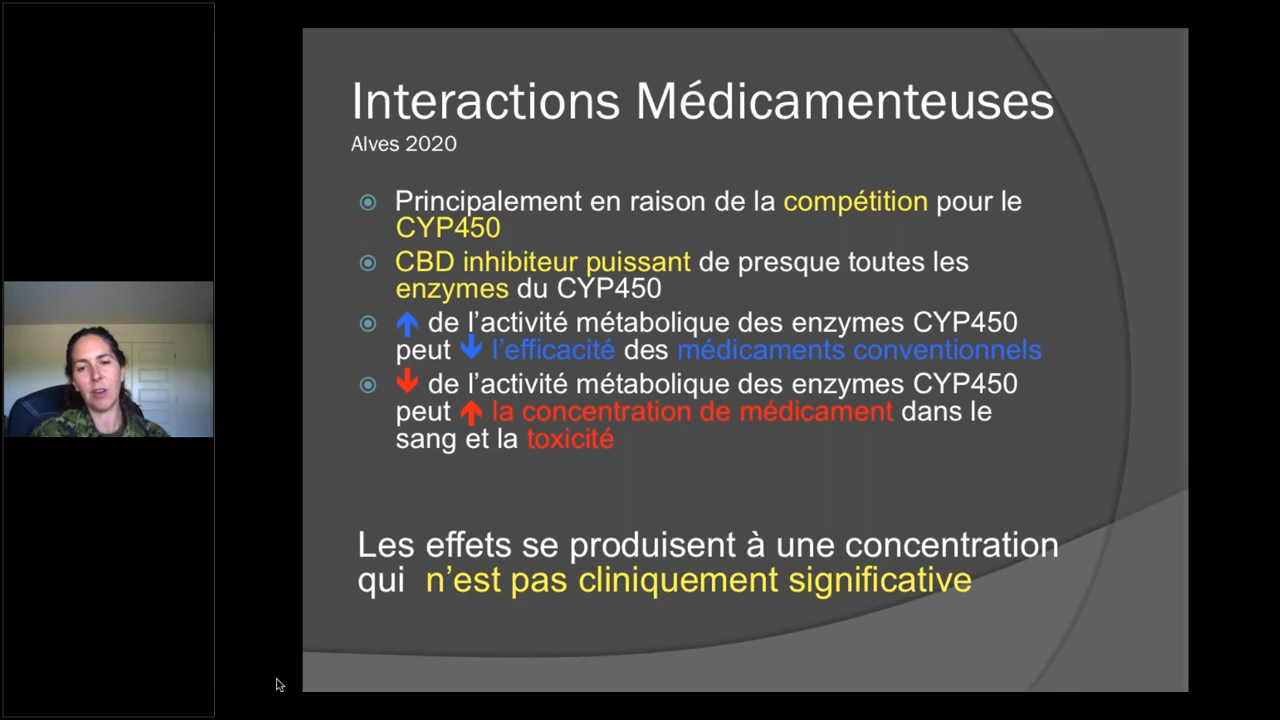 Interactions Médicamenteuses
Alves 2020
Principalement en raison de la compétition pour le
CYP450
CBD inhibiteur puissant de presque toutes les
enzymes du CYP450
↑ de l’activité métabolique des enzymes CYP450
peut ↓ l’efficacité des médicaments conventionnels
↓ de l’activité métabolique des enzymes CYP450
peut ↑ la concentration de médicament dans le
sang et la toxicité
Les effets se produisent à une concentration
qui n’est pas cliniquement significative